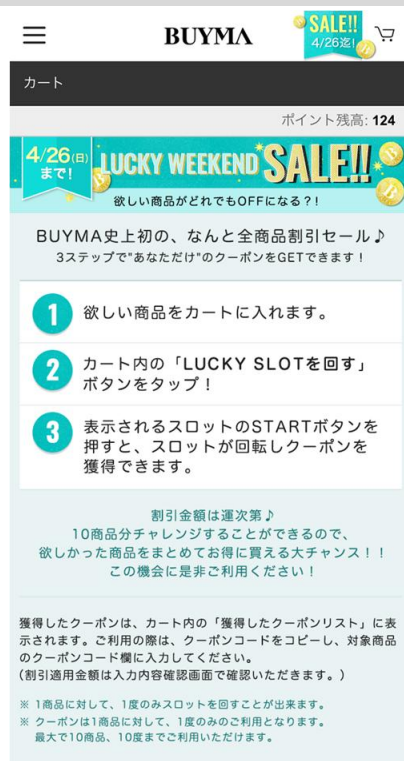 BUYMA
SALE!!
4/26迄!
カート
ポイント残高: 124
4/26(日)
まで!
LUCKY WEEKEND SALE!!
欲しい商品がどれでもOFFになる?!
BUYMA史上初の、なんと全商品割引セール♪
3ステップで"あなただけ"のクーポンをGETできます！
1 欲しい商品をカートに入れます。
2 カート内の「LUCKY SLOTを回す」
ボタンをタップ！
3 表示されるスロットのSTARTボタンを
押すと、スロットが回転しクーポンを
獲得できます。
割引金額は運次第♪
10商品分チャレンジすることができるので、
欲しかった商品をまとめてお得に買える大チャンス！！
この機会に是非ご利用ください！
獲得したクーポンは、カート内の「獲得したクーポンリスト」に表
示されます。ご利用の際は、クーポンコードをコピーし、対象商品
のクーポンコード欄に入力してください。
(割引適用金額は入力内容確認画面で確認いただきます。)
※ 1商品に対して、1度のみスロットを回すことが出来ます。
※ クーポンは1商品に対して、1度のみのご利用となります。
最大で10商品、10度までご利用いただけます。